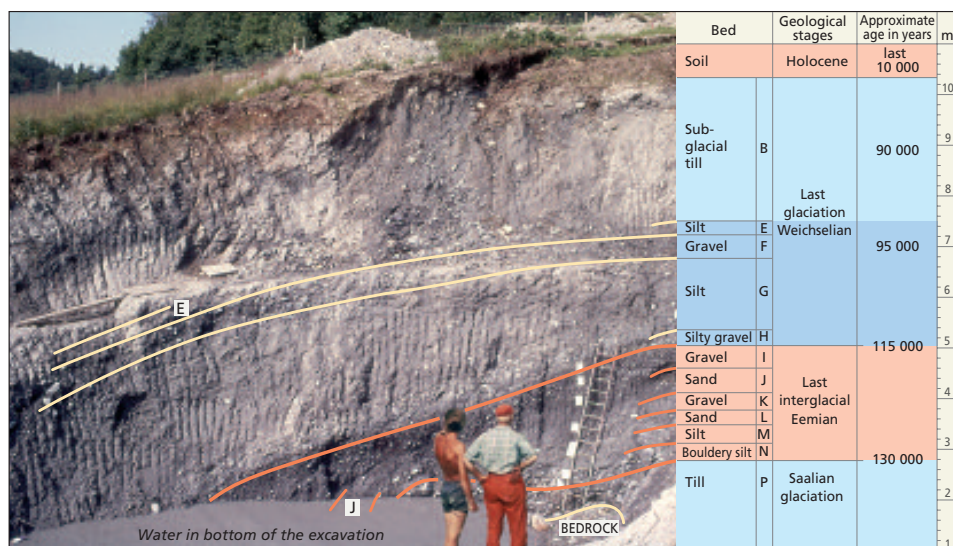 Bed
Geological
stages
Approximate
age in years
m
Soil
Holocene
last
10 000
Sub-
glacial
till
B
90 000
Last
glaciation
Weichselian
Silt E
Gravel F
95 000
Silt G
Silty gravel H
115 000
Gravel I
Sand J
Gravel K
Sand L
Silt M
Bouldery silt N
Last
interglacial
Eemian
130 000
Till P
Saalian
glaciation
10
9
8
7
6
5
4
3
2
1
E
J
BEDROCK
Water in bottom of the excavation